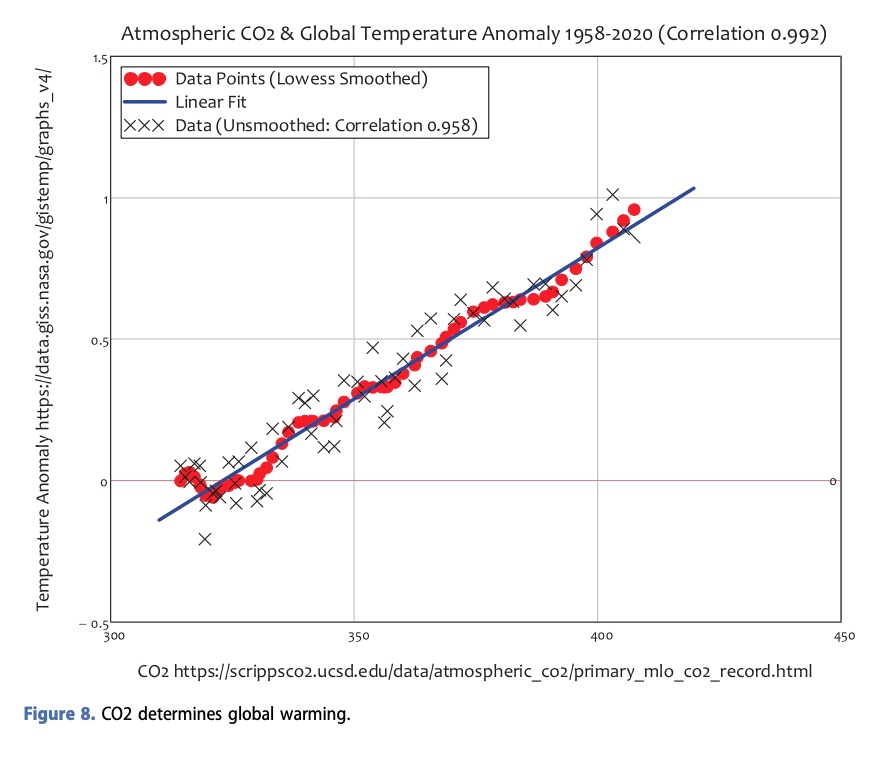 Atmospheric CO2 & Global Temperature Anomaly 1958-2020 (Correlation 0.992)
Temperature Anomaly https://data.giss.nasa.gov/gistemp/graphs_v4/
1.5
Data Points (Lowess Smoothed)
Linear Fit
Data (Unsmoothed: Correlation 0.958)
1
0.5
0
0
– 0.5
300
350
400
450
CO2 https://scrippsco2.ucsd.edu/data/atmospheric_co2/primary_mlo_co2_record.html
Figure 8. CO2 determines global warming.